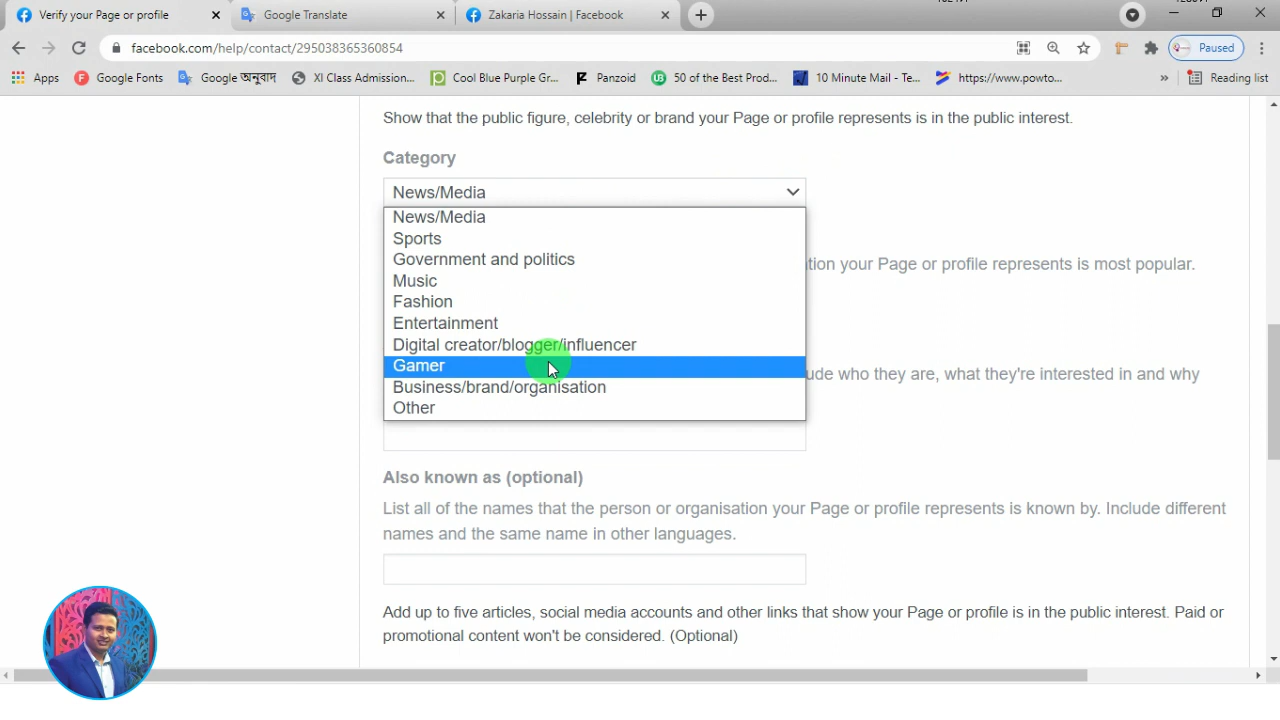 Verify your Page or profile
Google Translate
Zakaria Hossain | Facebook
facebook.com/help/contact/295038365360854
Paused
Apps
Google Fonts
Google অনুবাদ
XI Class Admission...
Cool Blue Purple Gr...
Panzoid
50 of the Best Prod...
10 Minute Mail - Te...
https://www.powto...
»
Reading list
Show that the public figure, celebrity or brand your Page or profile represents is in the public interest.
Category
News/Media
News/Media
Sports
Government and politics
tion your Page or profile represents is most popular.
Music
Fashion
Entertainment
Digital creator/blogger/influencer
Gamer
ude who they are, what they're interested in and why
Business/brand/organisation
Other
Also known as (optional)
List all of the names that the person or organisation your Page or profile represents is known by. Include different
names and the same name in other languages.
Add up to five articles, social media accounts and other links that show your Page or profile is in the public interest. Paid or
promotional content won't be considered. (Optional)